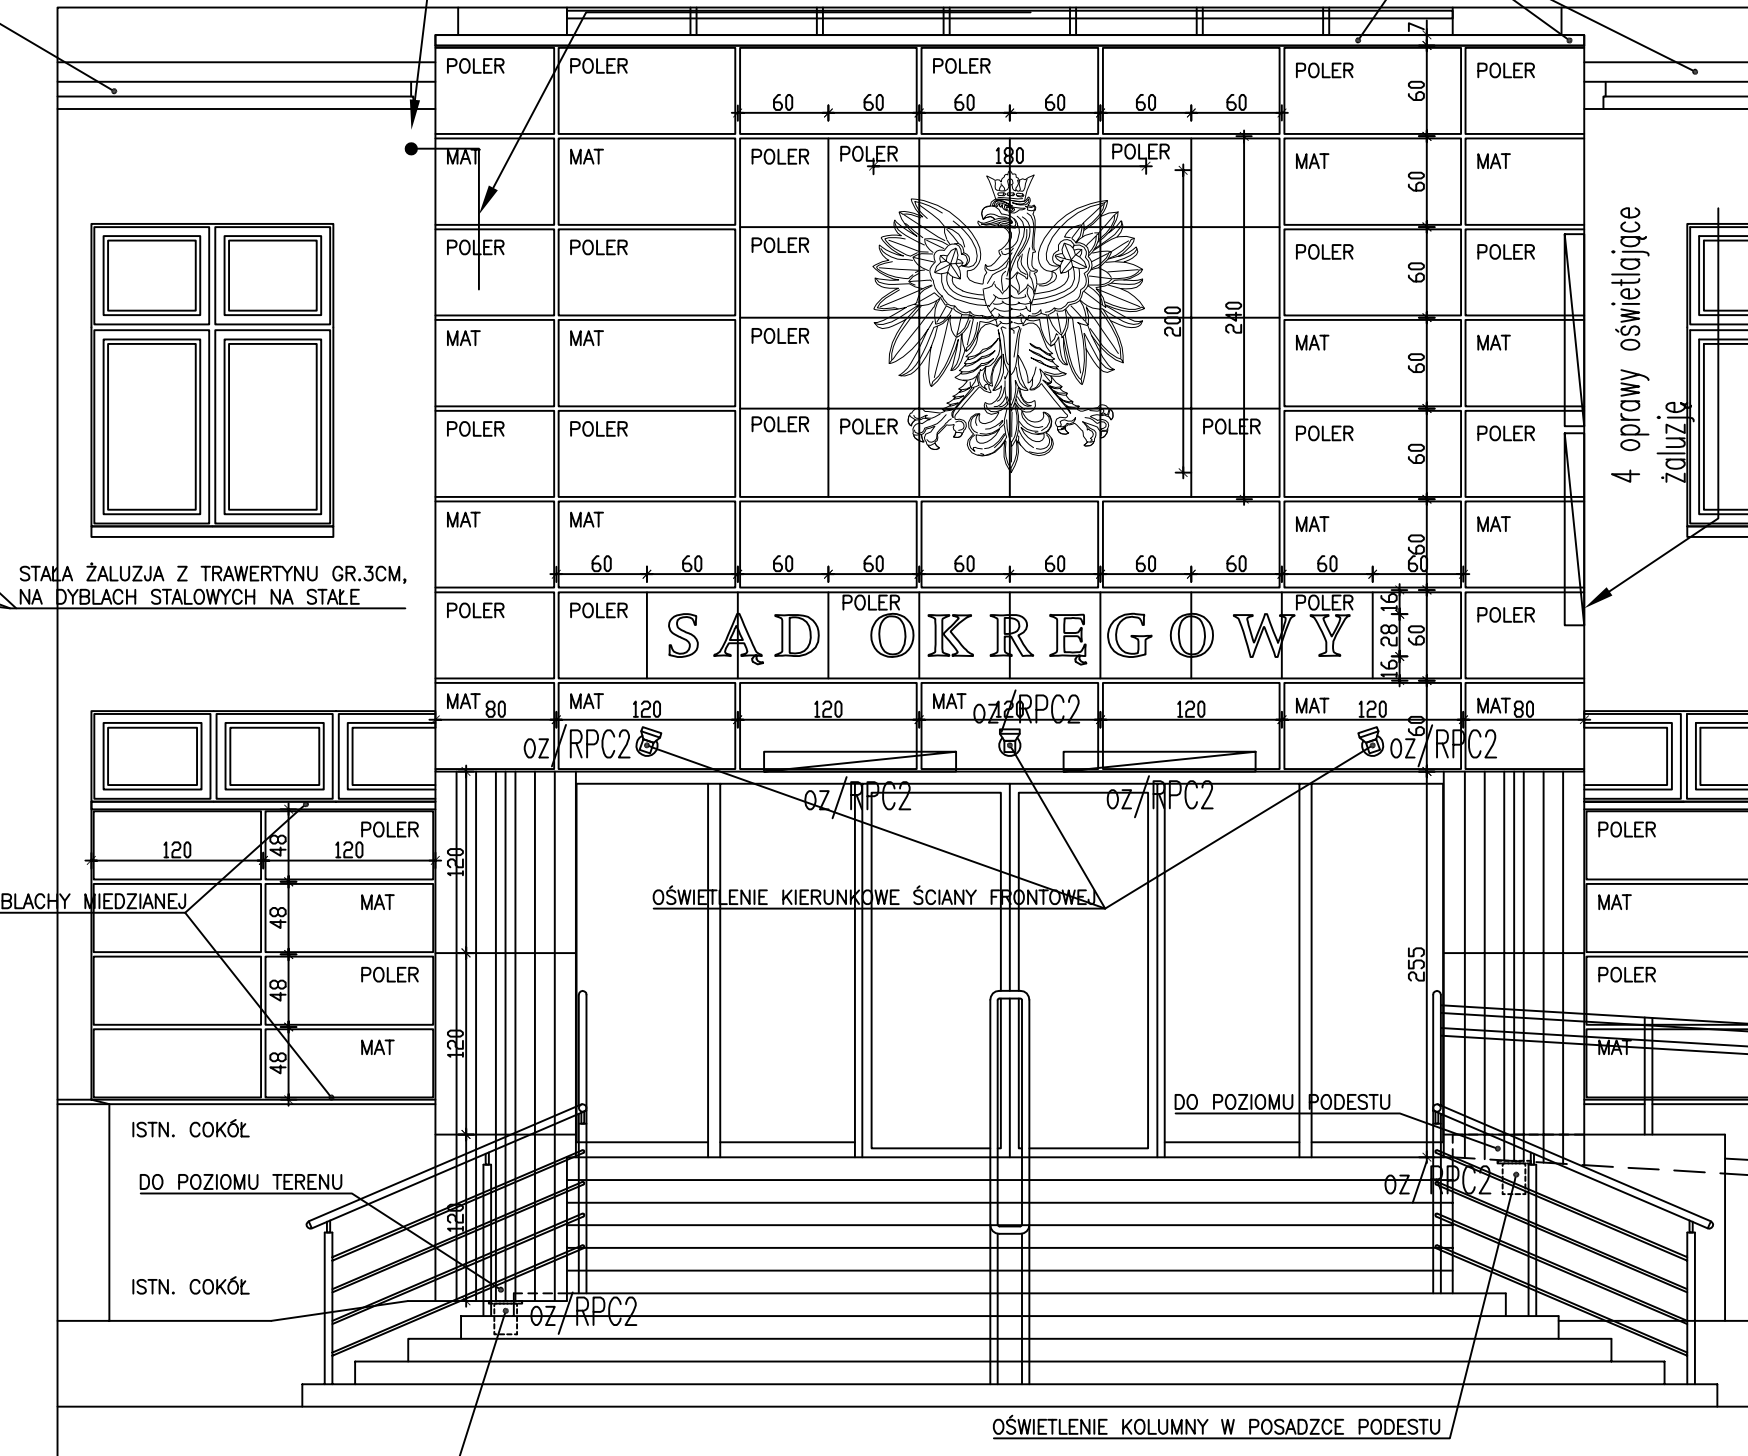 7
POLER POLER POLER POLER POLER
60
60 60 60 60 60 60
MAT MAT POLER POLER 180 POLER MAT MAT
60
POLER POLER POLER POLER POLER
60
200 240
4 oprawy oświetlające
żaluzję
MAT MAT POLER MAT MAT
60
POLER POLER POLER POLER POLER POLER POLER
60
MAT MAT MAT MAT
60
60 60 60 60 60 60 60 60 60 60
STAŁA ŻALUZJA Z TRAWERTYNU GR.3CM,
NA DYBLACH STALOWYCH NA STAŁE
POLER POLER POLER POLER POLER
16 28 16 60
SĄD OKRĘGOWY
MAT MAT MAT MAT MAT
80 120 120 120 120 120 80
60
oz/RPC2 oz/RPC2 oz/RPC2
oz/RPC2 oz/RPC2
POLER POLER
120 120 48 120
BLACHY MIEDZIANEJ
MAT MAT
48
OŚWIETLENIE KIERUNKOWE ŚCIANY FRONTOWEJ
255
POLER POLER
48
MAT MAT
48 120
DO POZIOMU PODESTU
ISTN. COKÓŁ
DO POZIOMU TERENU
oz/RPC2
120
ISTN. COKÓŁ
oz/RPC2
OŚWIETLENIE KOLUMNY W POSADZCE PODESTU